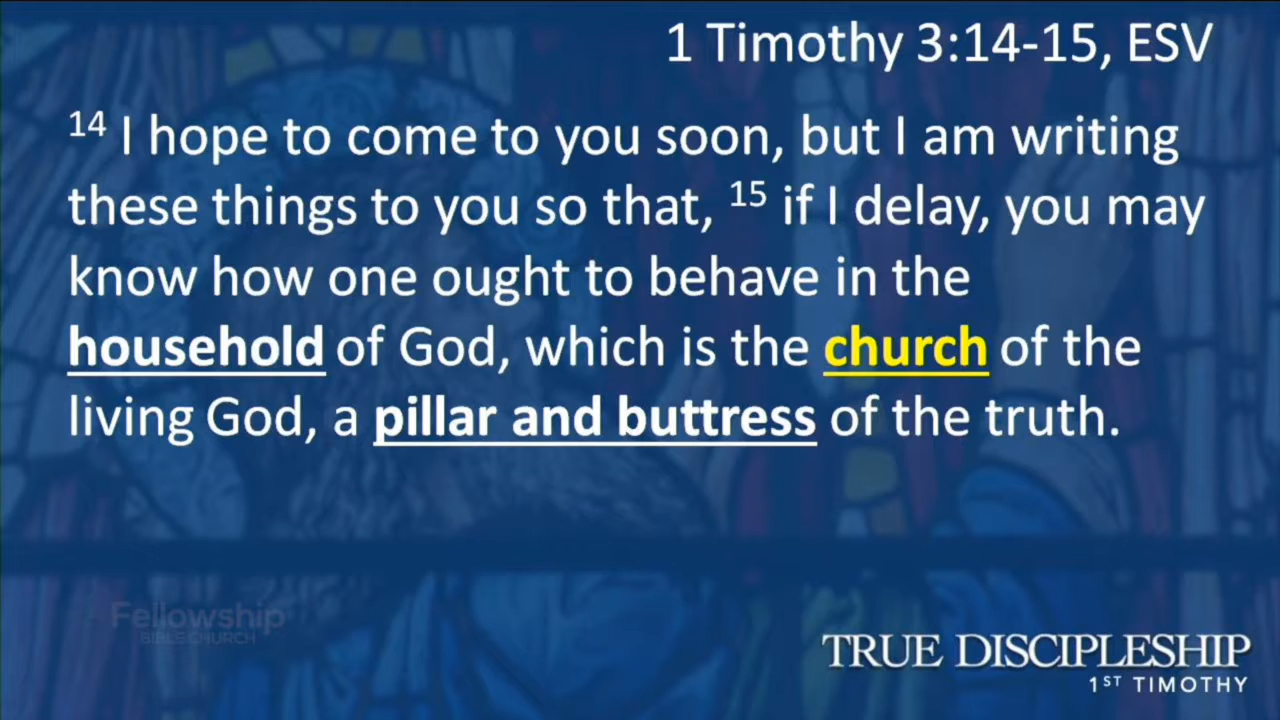 1 Timothy 3:14-15, ESV
14 I hope to come to you soon, but I am writing
these things to you so that, 15 if I delay, you may
know how one ought to behave in the
household of God, which is the church of the
living God, a pillar and buttress of the truth.
Fellowship
BIBLE CHURCH
TRUE DISCIPLESHIP
1ST TIMOTHY